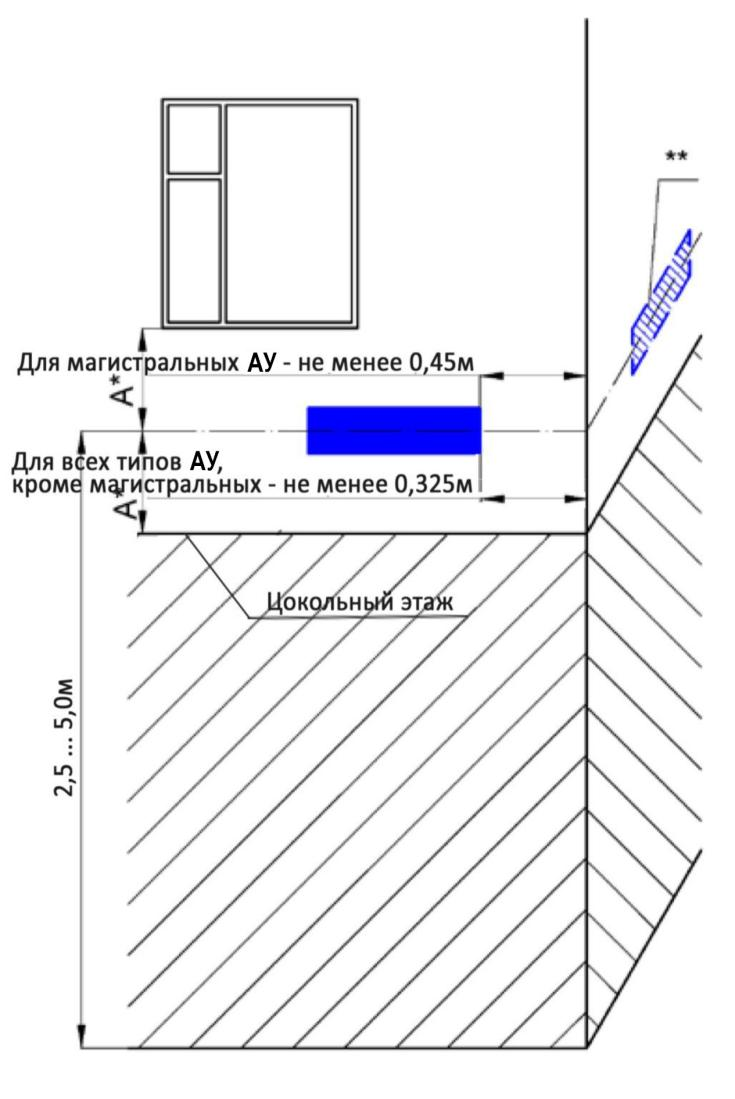 **
Для магистральных АУ - не менее 0,45м
А*
Для всех типов АУ,
кроме магистральных - не менее 0,325м
А*
Цокольный этаж
2,5 ... 5,0м